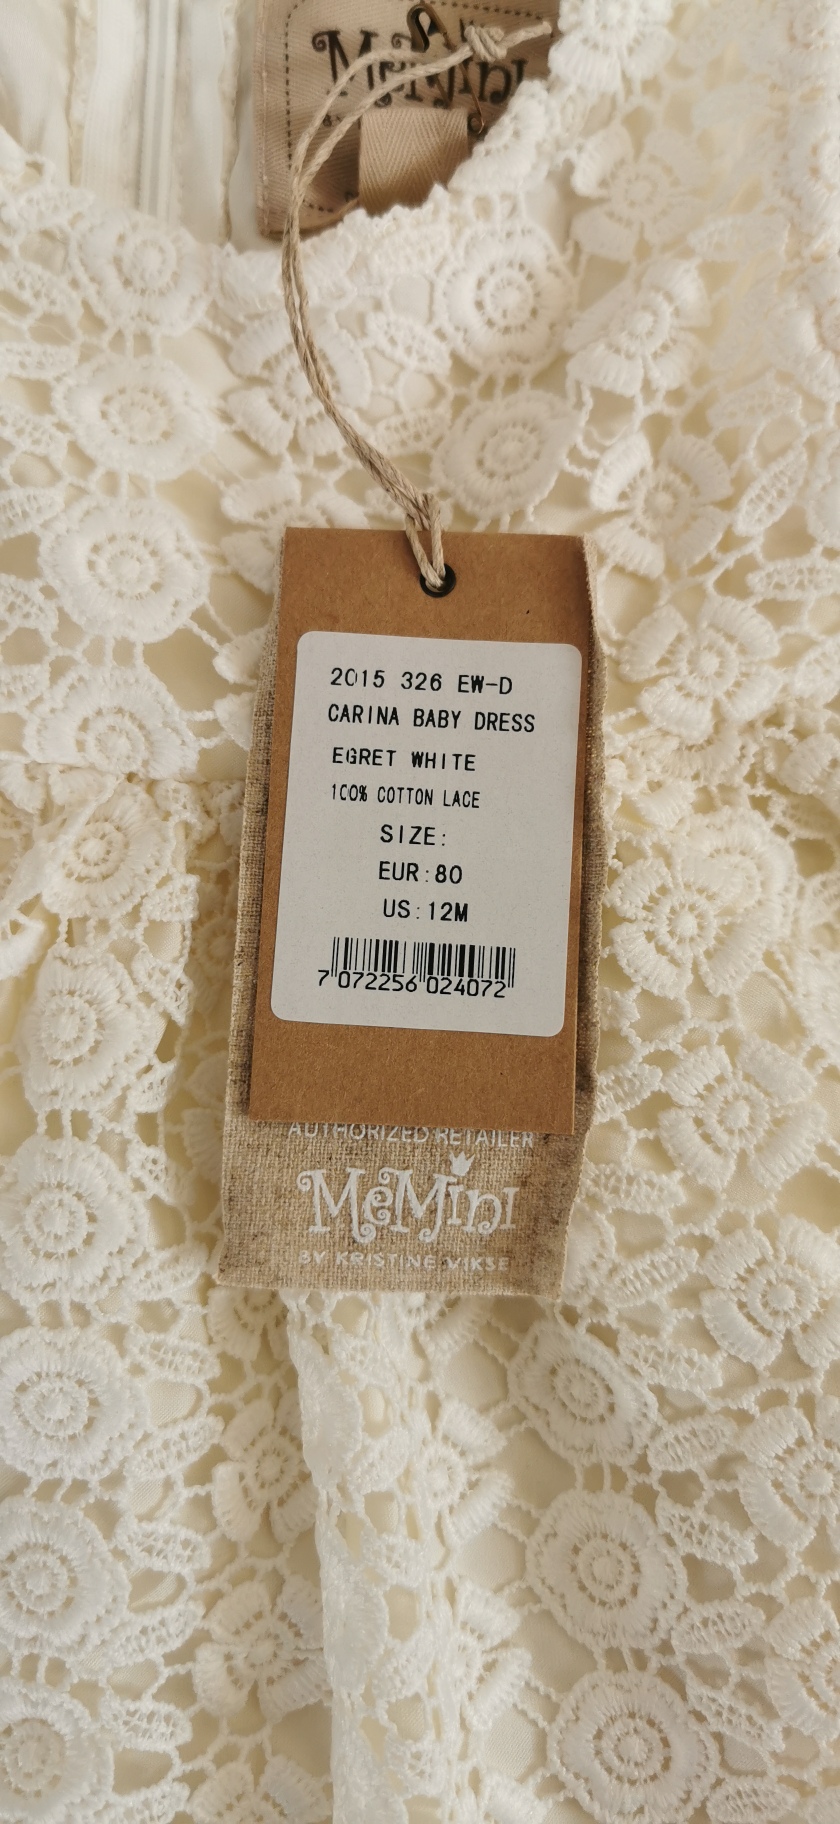 MeMini
2015 326 EW-D
CARINA BABY DRESS
EGRET WHITE
100% COTTON LACE
SIZE:
EUR:80
US:12M
7 072256 024072
AUTHORIZED RETAILER
MeMini
BY KRISTINE VIKSE